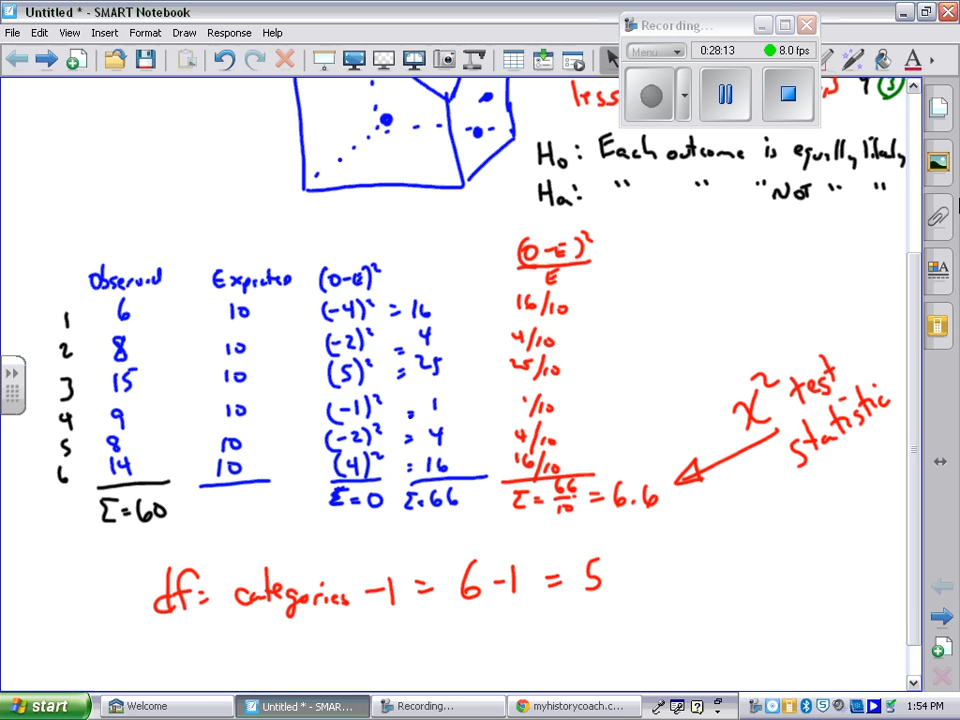 Untitled * - SMART Notebook
File Edit View Insert Format Draw Response Help
Recording...
Menu 0:28:13 8.0 fps
less
H₀: Each outcome is equally likely
Hₐ: " " " NOT " "
Observed Expected (O-E)² (O-E)²/E
1 6 10 (-4)² = 16 16/10
2 8 10 (-2)² = 4 4/10
3 15 10 (5)² = 25 25/10
4 9 10 (-1)² = 1 1/10
5 8 10 (-2)² = 4 4/10
6 14 10 (4)² = 16 16/10
Σ=60 Σ=0 Σ=66 Σ = 66/10 = 6.6
χ² test
statistic
df = categories -1 = 6 -1 = 5
start Welcome Untitled * - SMAR... Recording... myhistorycoach.c... 1:54 PM